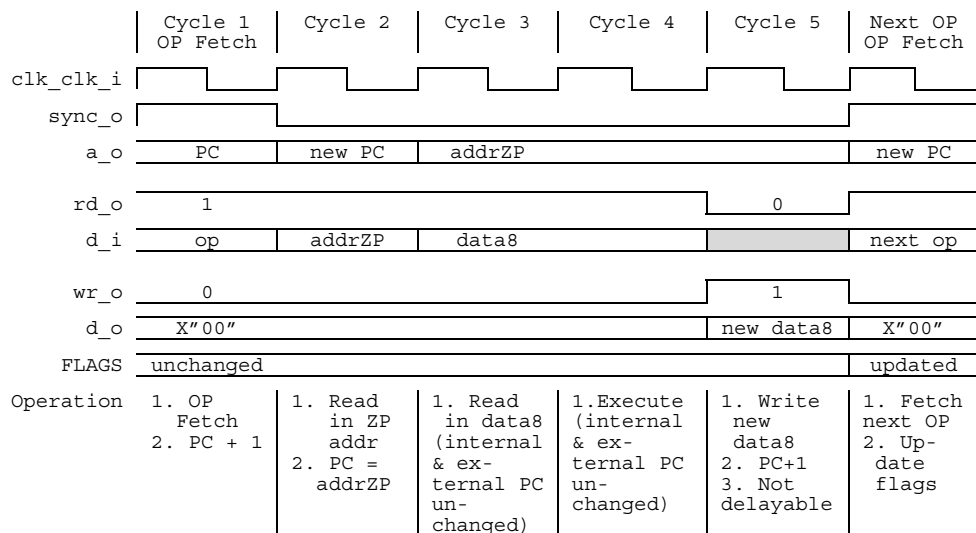 Cycle 1 Cycle 2 Cycle 3 Cycle 4 Cycle 5 Next OP
OP Fetch OP Fetch
clk_clk_i
sync_o
a_o PC new PC addrZP new PC
rd_o 1 0
d_i op addrZP data8 next op
wr_o 0 1
d_o X"00" new data8 X"00"
FLAGS unchanged updated
Operation 1. OP 1. Read 1. Read 1.Execute 1. Write 1. Fetch
Fetch in ZP in data8 (internal new next OP
2. PC + 1 addr (internal & ex- data8 2. Up-
2. PC = & ex- ternal PC 2. PC+1 date
addrZP ternal PC un- 3. Not flags
un- changed) delayable
changed)